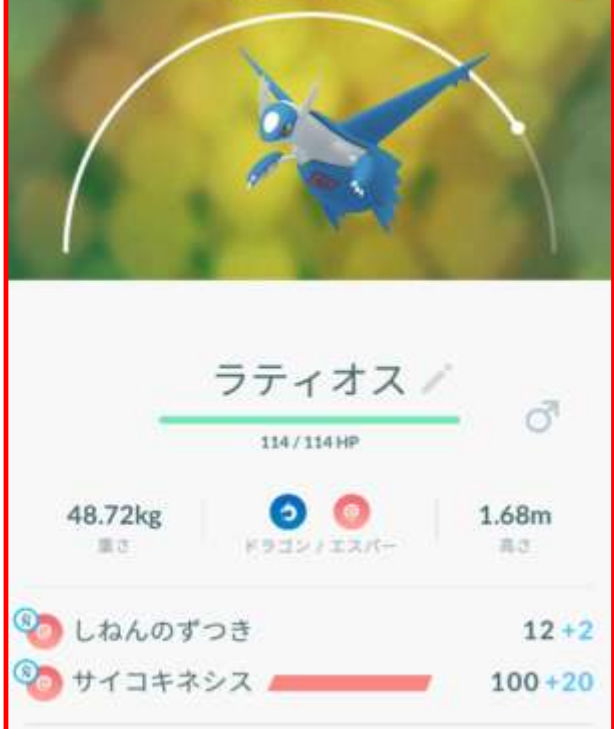 ラティオス
114 / 114 HP
48.72kg
重さ
ドラゴン / エスパー
1.68m
高さ
しねんのずつき 12 +2
サイコキネシス 100 +20